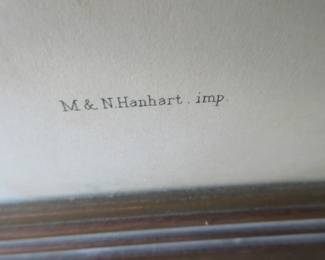 M. & N. Hanhart . imp.